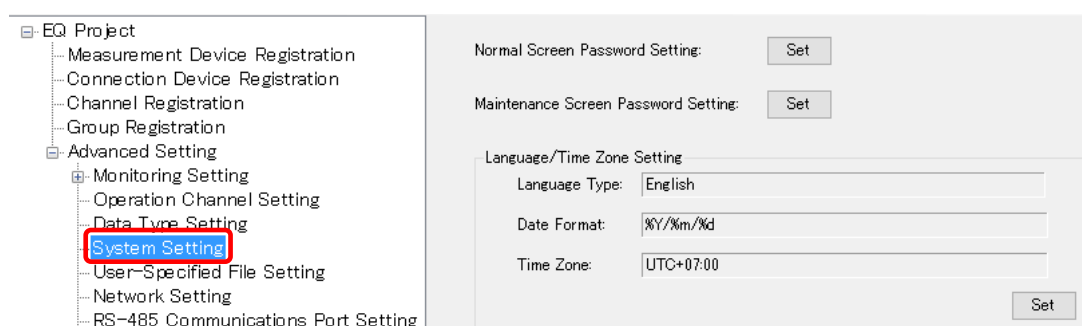 EQ Project
Measurement Device Registration
Connection Device Registration
Channel Registration
Group Registration
Advanced Setting
Monitoring Setting
Operation Channel Setting
Data Type Setting
System Setting
User-Specified File Setting
Network Setting
RS-485 Communications Port Setting
Normal Screen Password Setting: Set
Maintenance Screen Password Setting: Set
Language/Time Zone Setting
Language Type: English
Date Format: %Y/%m/%d
Time Zone: UTC+07:00
Set